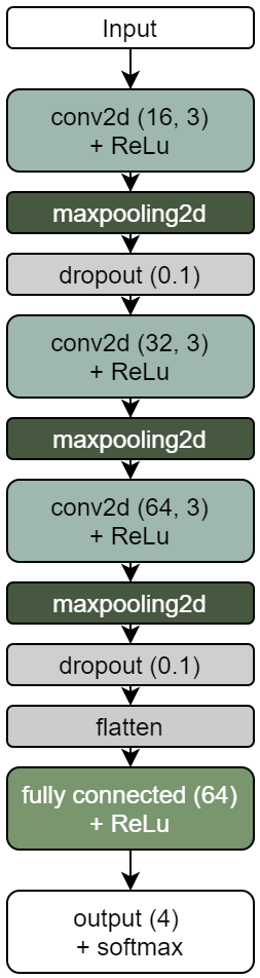 Input
conv2d (16, 3)
+ ReLu
maxpooling2d
dropout (0.1)
conv2d (32, 3)
+ ReLu
maxpooling2d
conv2d (64, 3)
+ ReLu
maxpooling2d
dropout (0.1)
flatten
fully connected (64)
+ ReLu
output (4)
+ softmax